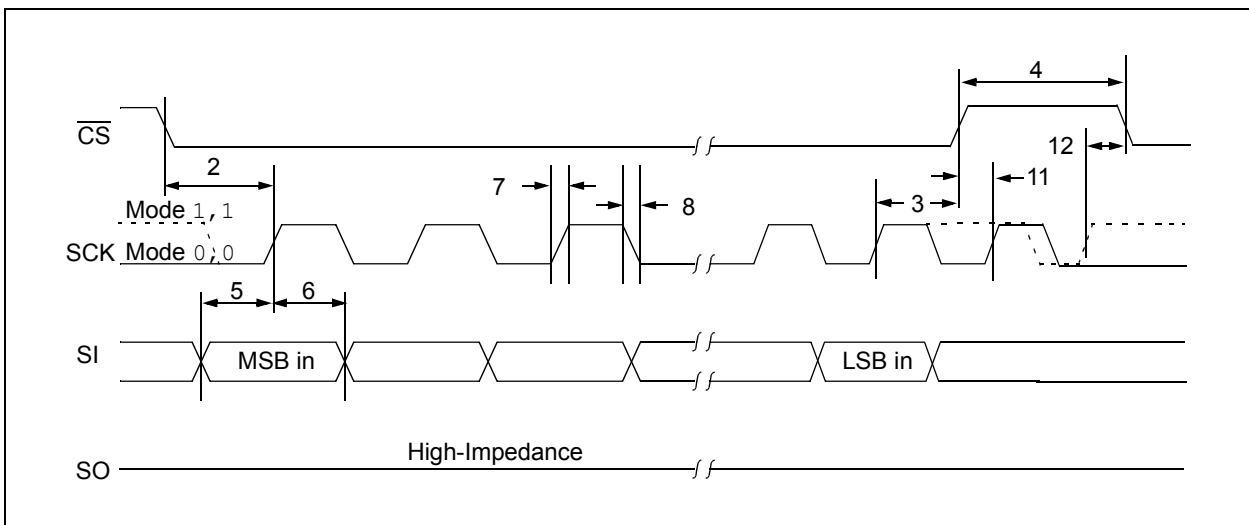 4
CS
12
2
7
11
Mode 1,1
8
3
SCK Mode 0,0
5
6
SI
MSB in
LSB in
High-Impedance
SO